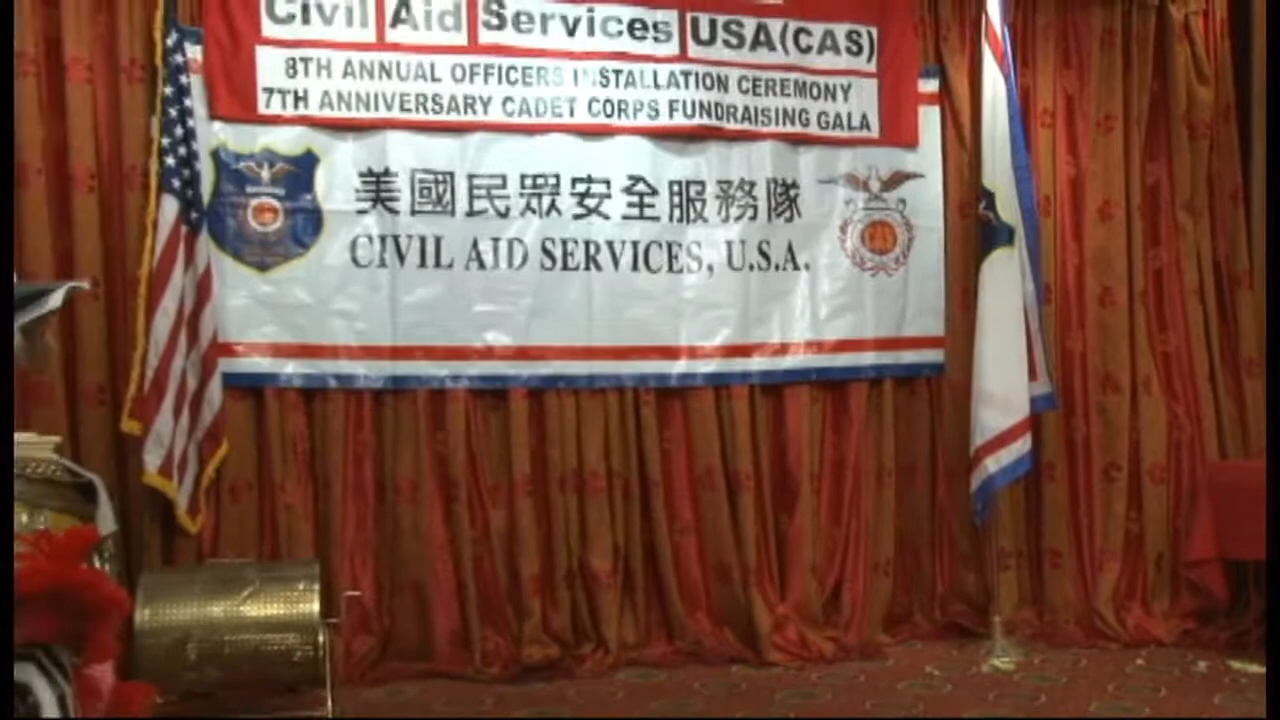 Civil Aid Services USA(CAS)
8TH ANNUAL OFFICERS INSTALLATION CEREMONY
7TH ANNIVERSARY CADET CORPS FUNDRAISING GALA
美國民眾安全服務隊
CIVIL AID SERVICES, U.S.A.
CAS